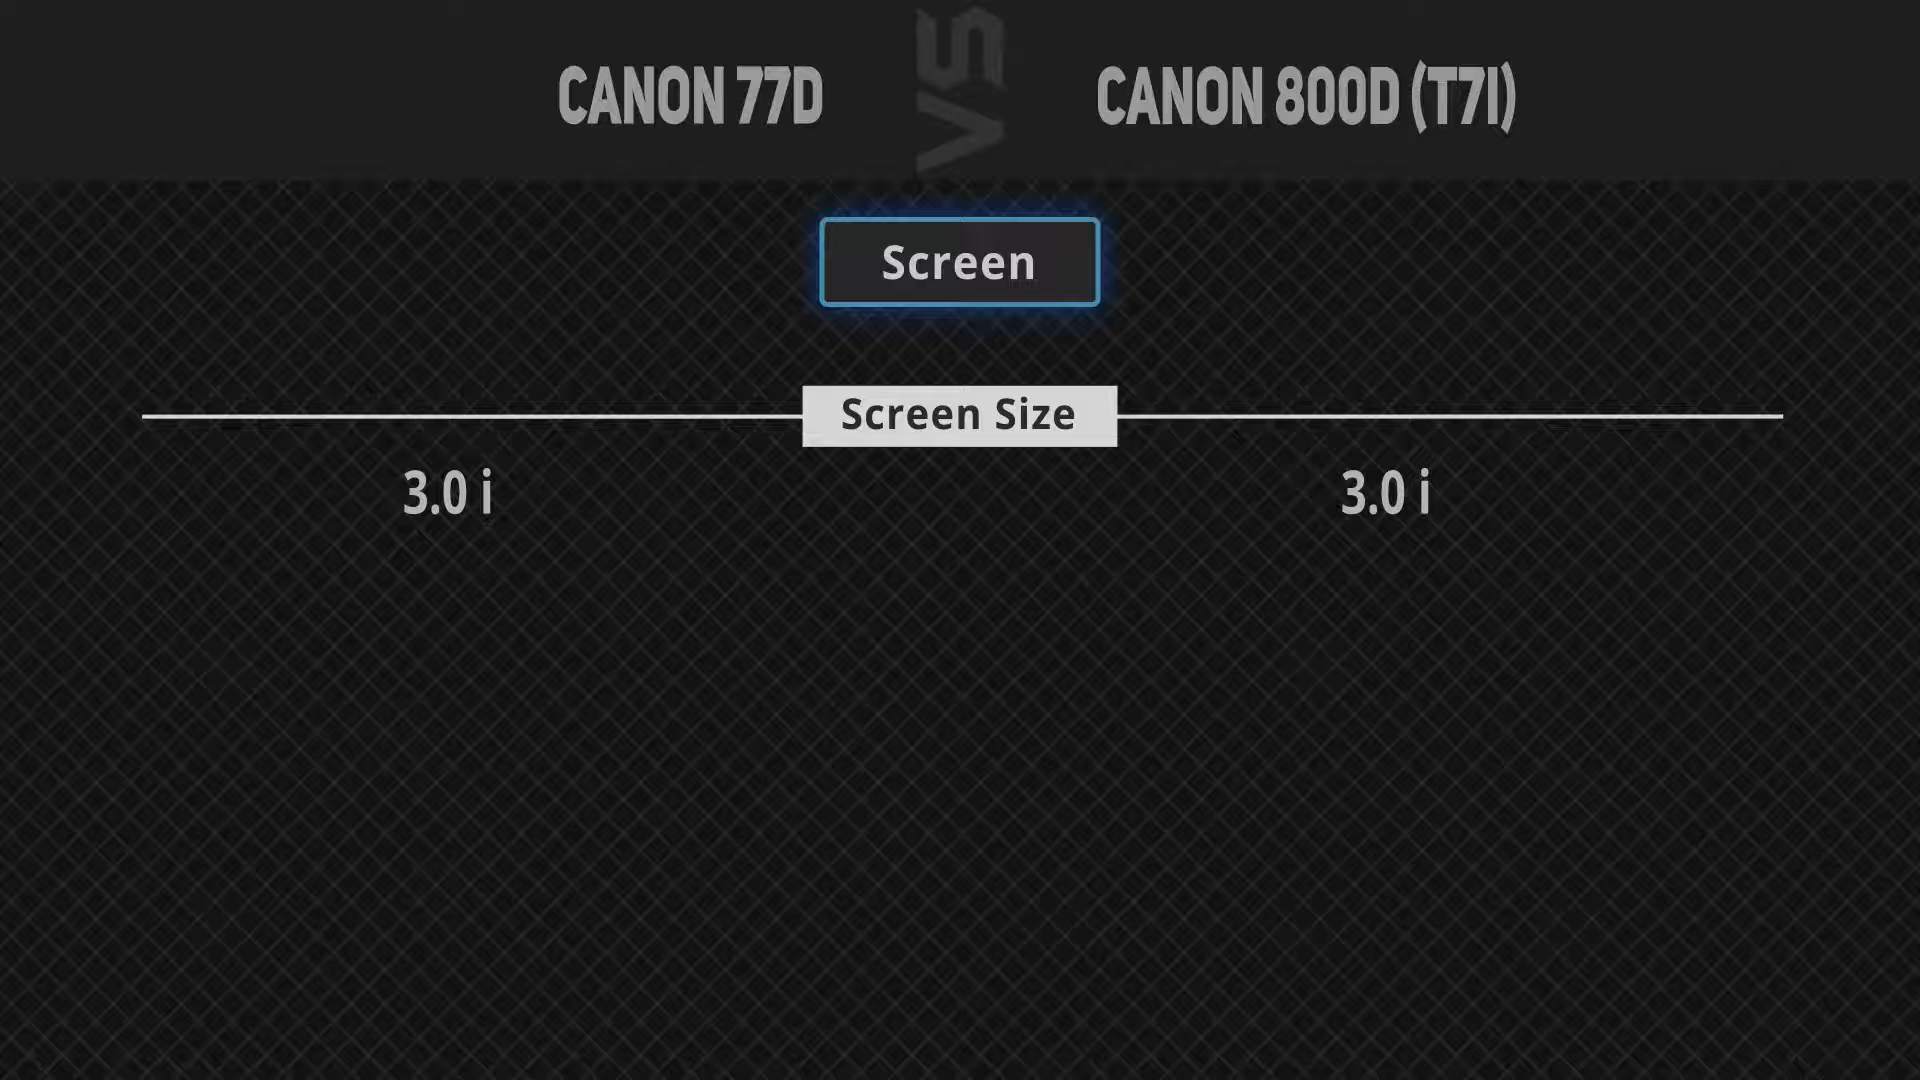 CANON 77D
VS
CANON 800D (T7I)
Screen
Screen Size
3.0 i
3.0 i